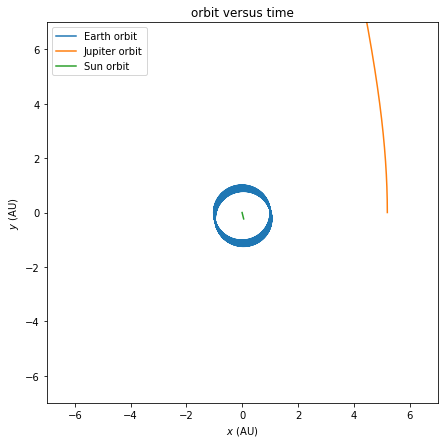 orbit versus time
Earth orbit
Jupiter orbit
Sun orbit
6
4
2
0
−2
−4
−6
y (AU)
−6 −4 −2 0 2 4 6
x (AU)